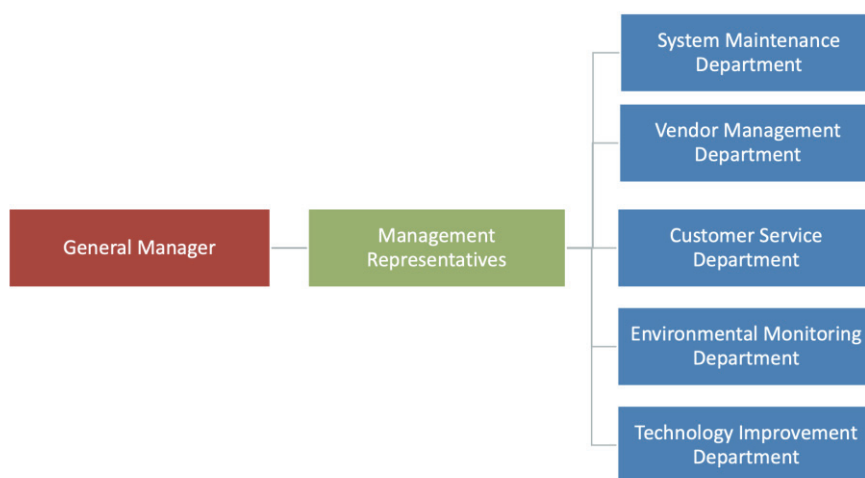 System Maintenance
Department
Vendor Management
Department
General Manager
Management
Representatives
Customer Service
Department
Environmental Monitoring
Department
Technology Improvement
Department